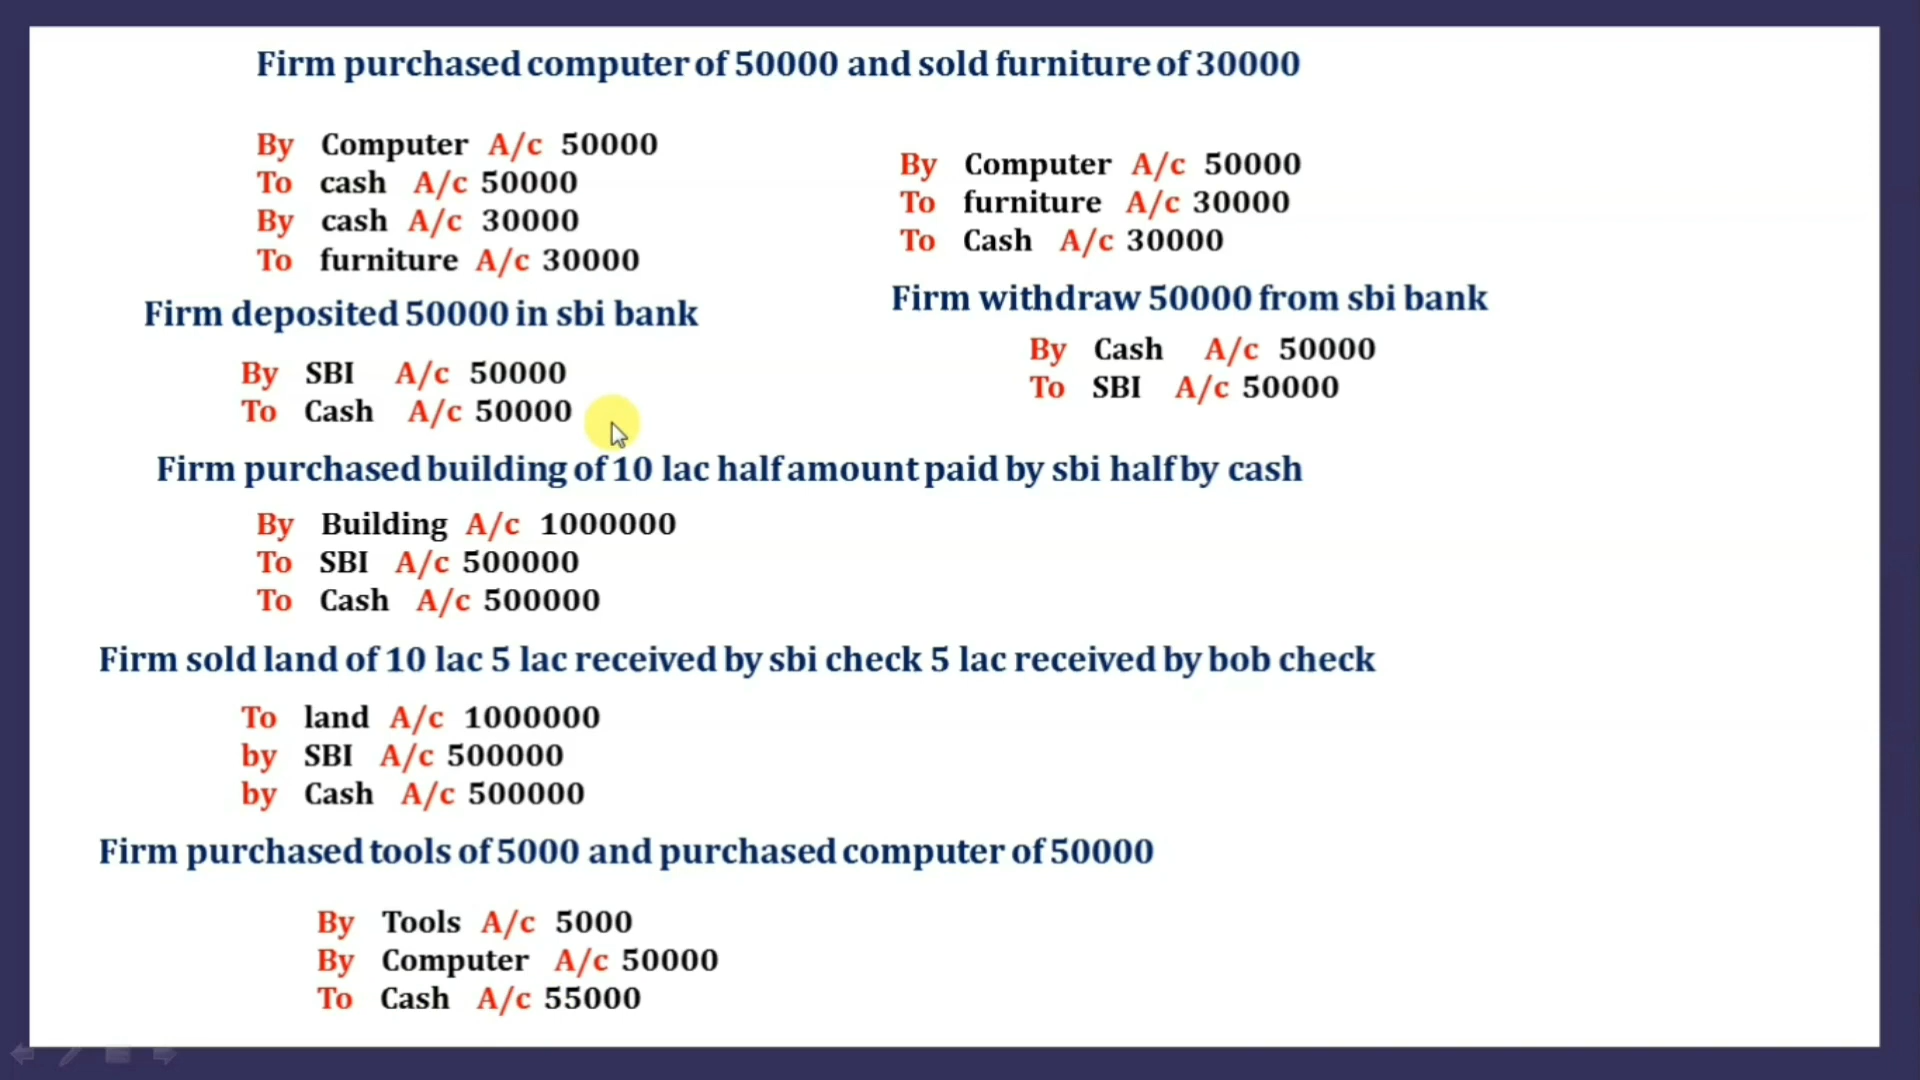 Firm purchased computer of 50000 and sold furniture of 30000
By Computer A/c 50000
To cash A/c 50000
By cash A/c 30000
To furniture A/c 30000
By Computer A/c 50000
To furniture A/c 30000
To Cash A/c 30000
Firm deposited 50000 in sbi bank
By SBI A/c 50000
To Cash A/c 50000
Firm withdraw 50000 from sbi bank
By Cash A/c 50000
To SBI A/c 50000
Firm purchased building of 10 lac half amount paid by sbi half by cash
By Building A/c 1000000
To SBI A/c 500000
To Cash A/c 500000
Firm sold land of 10 lac 5 lac received by sbi check 5 lac received by bob check
To land A/c 1000000
by SBI A/c 500000
by Cash A/c 500000
Firm purchased tools of 5000 and purchased computer of 50000
By Tools A/c 5000
By Computer A/c 50000
To Cash A/c 55000